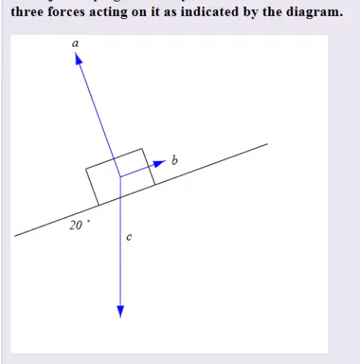 three forces acting on it as indicated by the diagram.
a
b
20 °
c